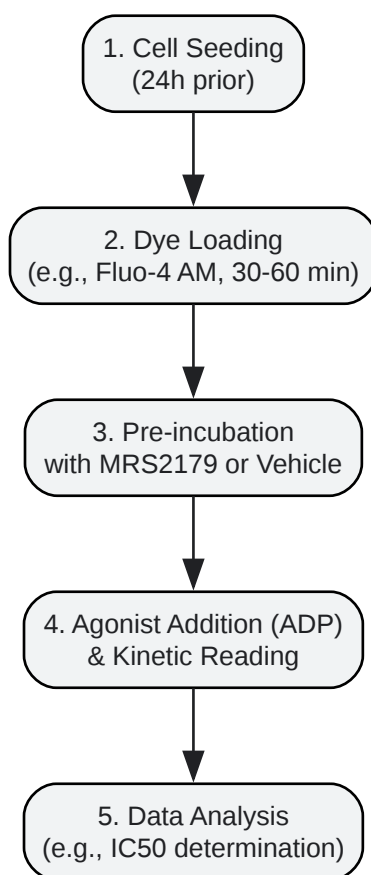 1. Cell Seeding
(24h prior)
2. Dye Loading
(e.g., Fluo-4 AM, 30-60 min)
3. Pre-incubation
with MRS2179 or Vehicle
4. Agonist Addition (ADP)
& Kinetic Reading
5. Data Analysis
(e.g., IC50 determination)